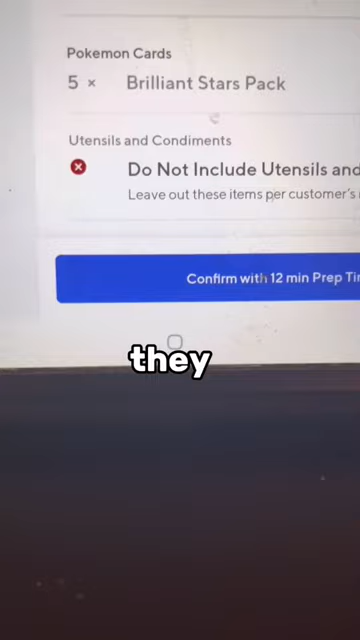 Pokemon Cards
5 × Brilliant Stars Pack
Utensils and Condiments
Do Not Include Utensils and
Leave out these items per customer's
Confirm with 12 min Prep
they